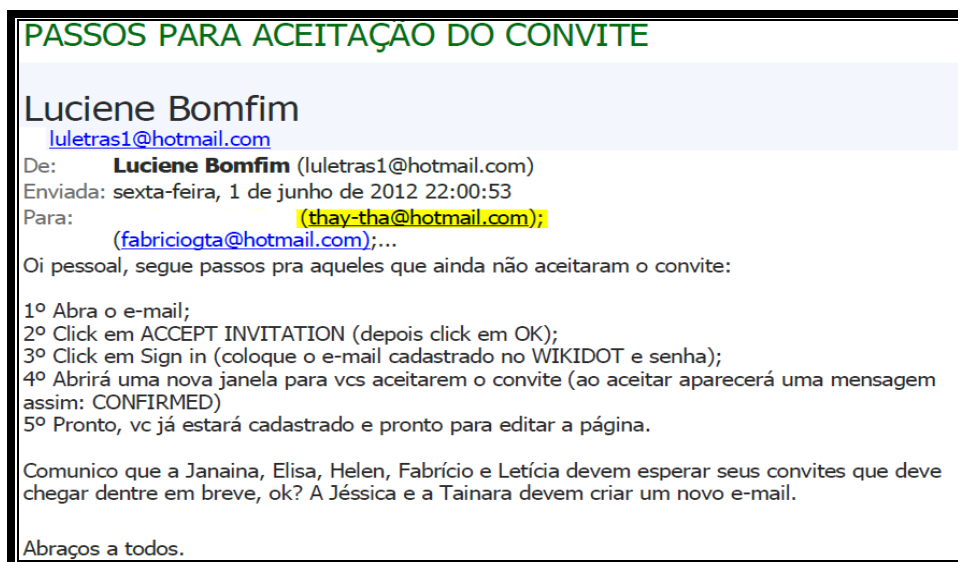 PASSOS PARA ACEITAÇÃO DO CONVITE
Luciene Bomfim
luletras1@hotmail.com
De: Luciene Bomfim (luletras1@hotmail.com)
Enviada: sexta-feira, 1 de junho de 2012 22:00:53
Para: (thay-tha@hotmail.com);
(fabriciogta@hotmail.com);...
Oi pessoal, segue passos pra aqueles que ainda não aceitaram o convite:
1º Abra o e-mail;
2º Click em ACCEPT INVITATION (depois click em OK);
3º Click em Sign in (coloque o e-mail cadastrado no WIKIDOT e senha);
4º Abrirá uma nova janela para vcs aceitarem o convite (ao aceitar aparecerá uma mensagem
assim: CONFIRMED)
5º Pronto, vc já estará cadastrado e pronto para editar a página.
Comunico que a Janaina, Elisa, Helen, Fabrício e Letícia devem esperar seus convites que deve
chegar dentre em breve, ok? A Jéssica e a Tainara devem criar um novo e-mail.
Abraços a todos.